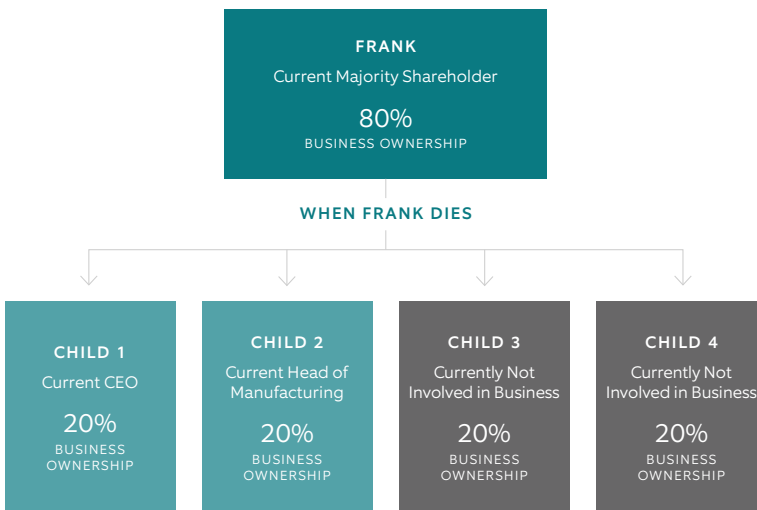 FRANK
Current Majority Shareholder
80%
BUSINESS OWNERSHIP
WHEN FRANK DIES
CHILD 1
Current CEO
20%
BUSINESS
OWNERSHIP
CHILD 2
Current Head of
Manufacturing
20%
BUSINESS
OWNERSHIP
CHILD 3
Currently Not
Involved in Business
20%
BUSINESS
OWNERSHIP
CHILD 4
Currently Not
Involved in Business
20%
BUSINESS
OWNERSHIP